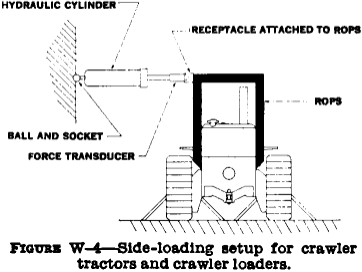 HYDRAULIC CYLINDER
RECEPTACLE ATTACHED TO ROPS
ROPS
BALL AND SOCKET
FORCE TRANSDUCER
FIGURE W-4—Side-loading setup for crawler
tractors and crawler loaders.